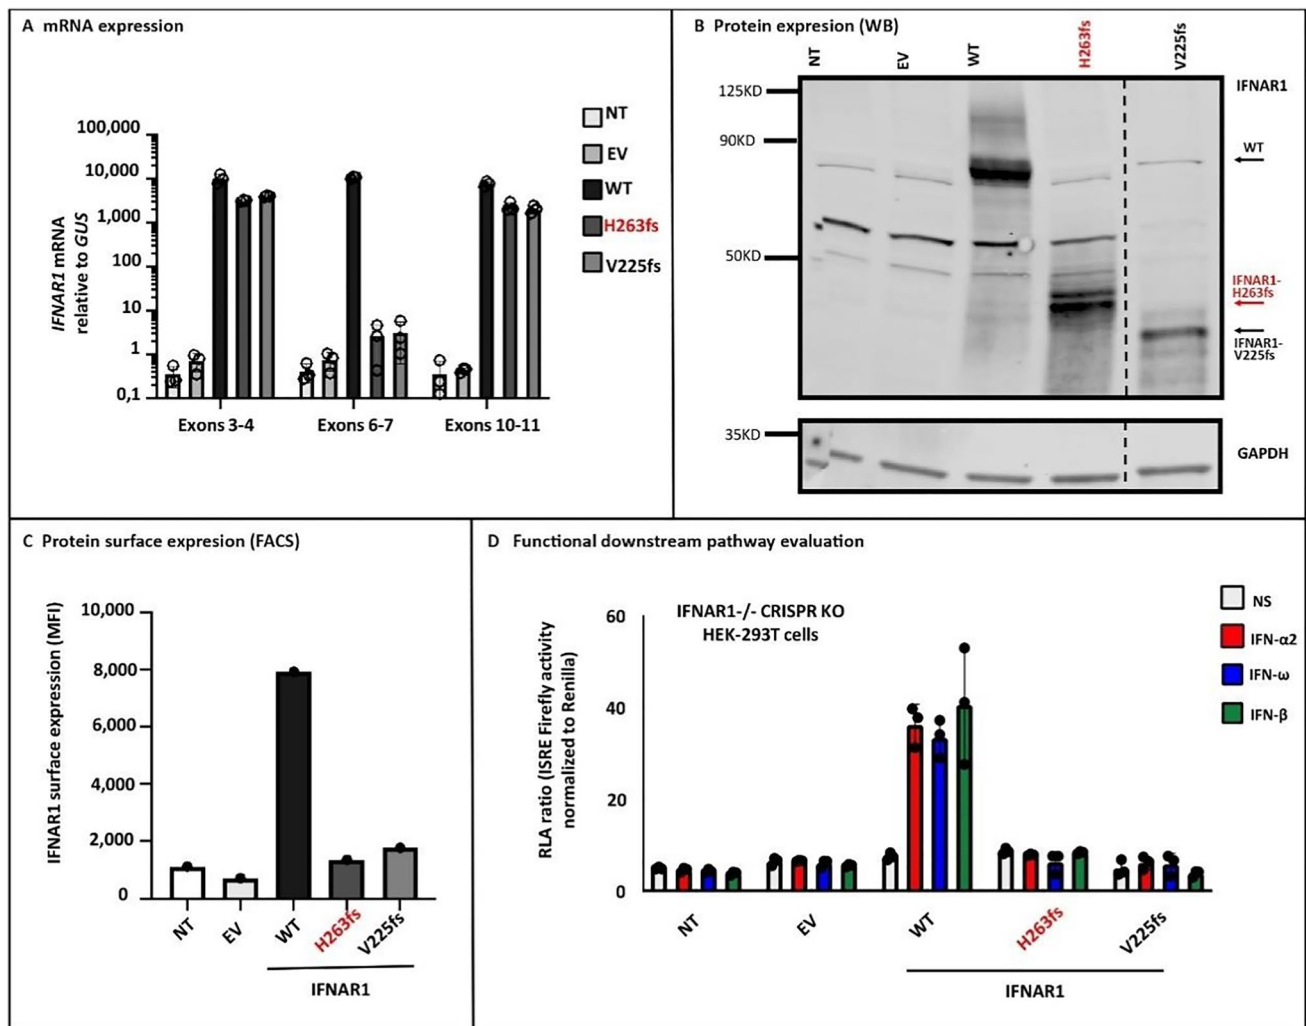 A mRNA expression
100,000
10,000
1,000
100
10
1
0,1
IFNAR1 mRNA
relative to GUS
Exons 3-4
Exons 6-7
Exons 10-11
NT
EV
WT
H263fs
V225fs
B Protein expresion (WB)
NT
EV
WT
H263fs
V225fs
125KD
90KD
50KD
35KD
IFNAR1
WT
IFNAR1-
H263fs
IFNAR1-
V225fs
GAPDH
C Protein surface expresion (FACS)
IFNAR1 surface expression (MFI)
10,000
8,000
6,000
4,000
2,000
0
NT
EV
WT
H263fs
V225fs
IFNAR1
D Functional downstream pathway evaluation
IFNAR1-/- CRISPR KO
HEK-293T cells
RLA ratio (ISRE Firefly activity
normalized to Renilla)
60
40
20
0
NT
EV
WT
H263fs
V225fs
IFNAR1
NS
IFN-α2
IFN-ω
IFN-β